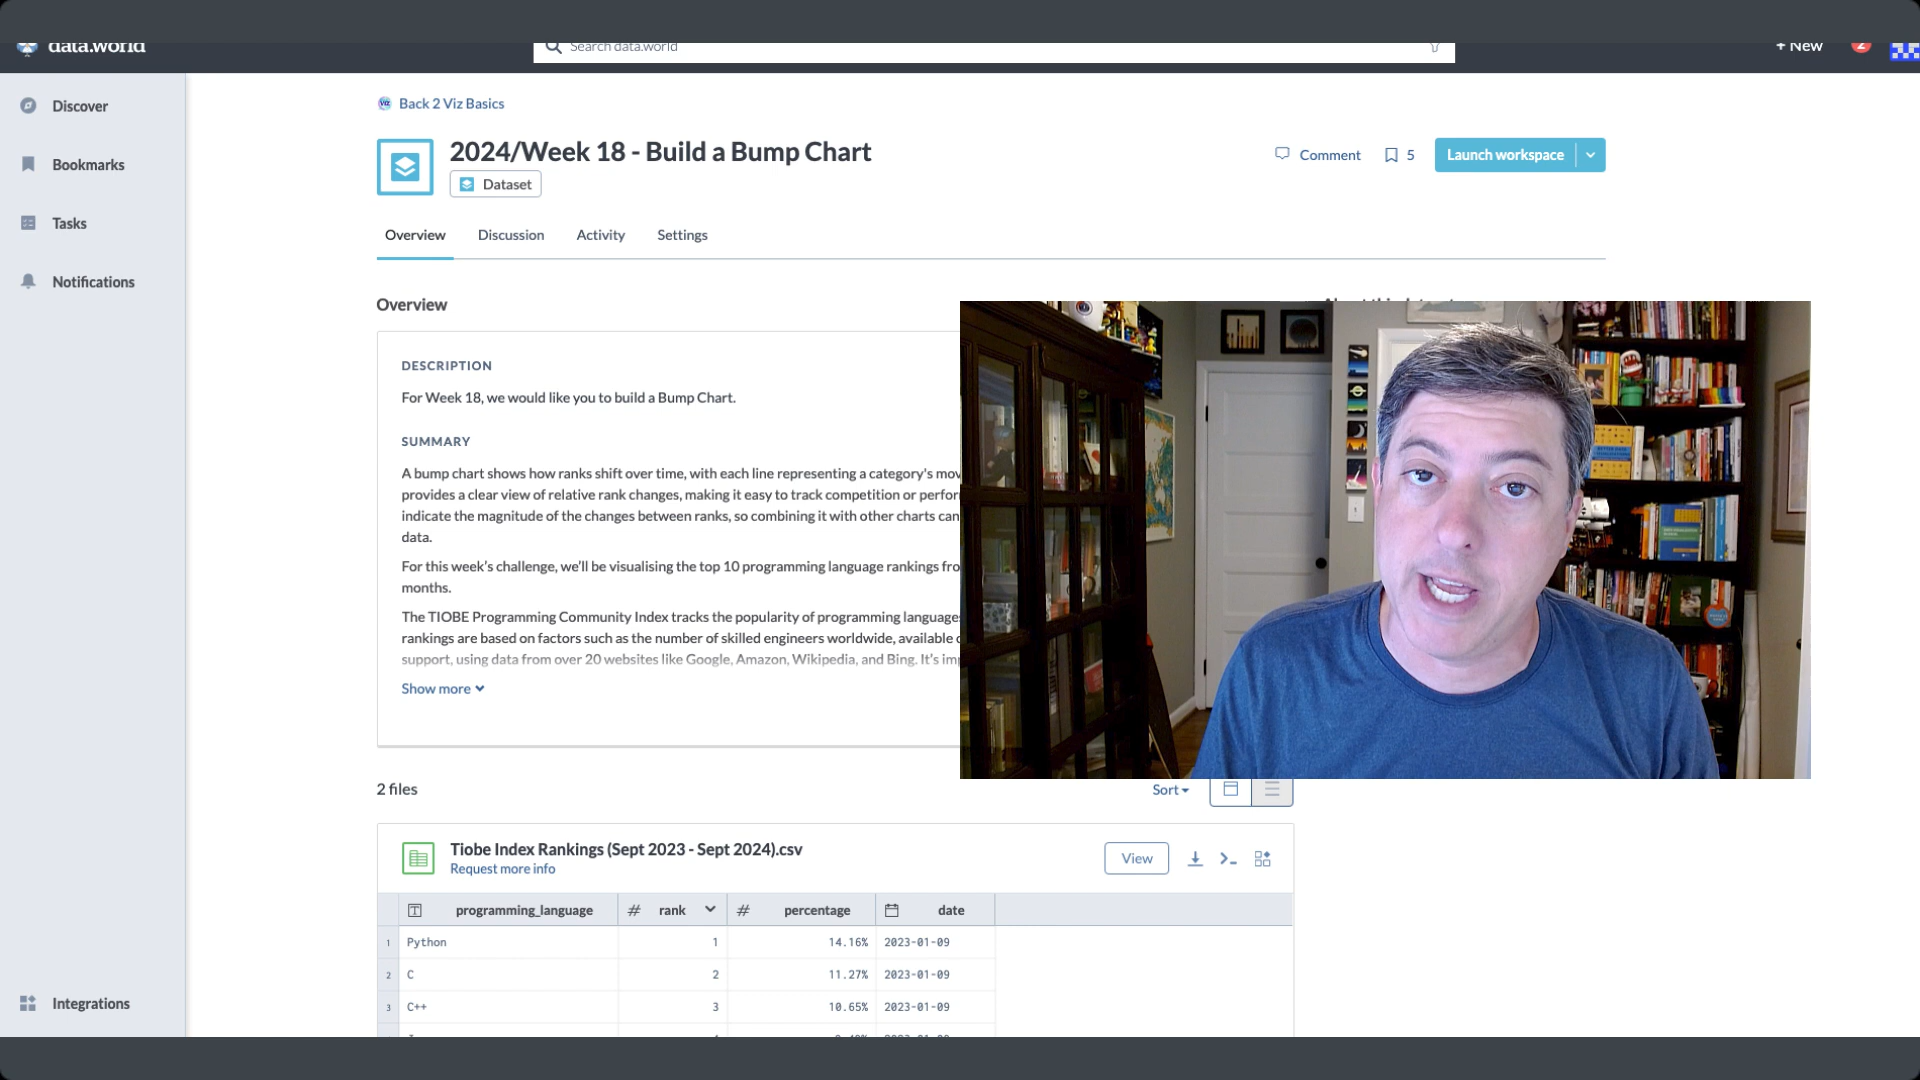 data.world
Search data.world
+ New
2
Discover
Bookmarks
Tasks
Notifications
Integrations
Back 2 Viz Basics
2024/Week 18 - Build a Bump Chart
Dataset
Comment
5
Launch workspace
Overview
Discussion
Activity
Settings
Overview
DESCRIPTION
For Week 18, we would like you to build a Bump Chart.
SUMMARY
A bump chart shows how ranks shift over time, with each line representing a category's
provides a clear view of relative rank changes, making it easy to track competition or
indicate the magnitude of the changes between ranks, so combining it with other charts can
data.
For this week's challenge, we'll be visualising the top 10 programming language rankings
months.
The TIOBE Programming Community Index tracks the popularity of programming languages
rankings are based on factors such as the number of skilled engineers worldwide, available
support, using data from over 20 websites like Google, Amazon, Wikipedia, and Bing. It's
Show more
2 files
Sort
Tiobe Index Rankings (Sept 2023 - Sept 2024).csv
Request more info
View
programming_language # rank # percentage date
1 Python 1 14.16% 2023-01-09
2 C 2 11.27% 2023-01-09
3 C++ 3 10.65% 2023-01-09